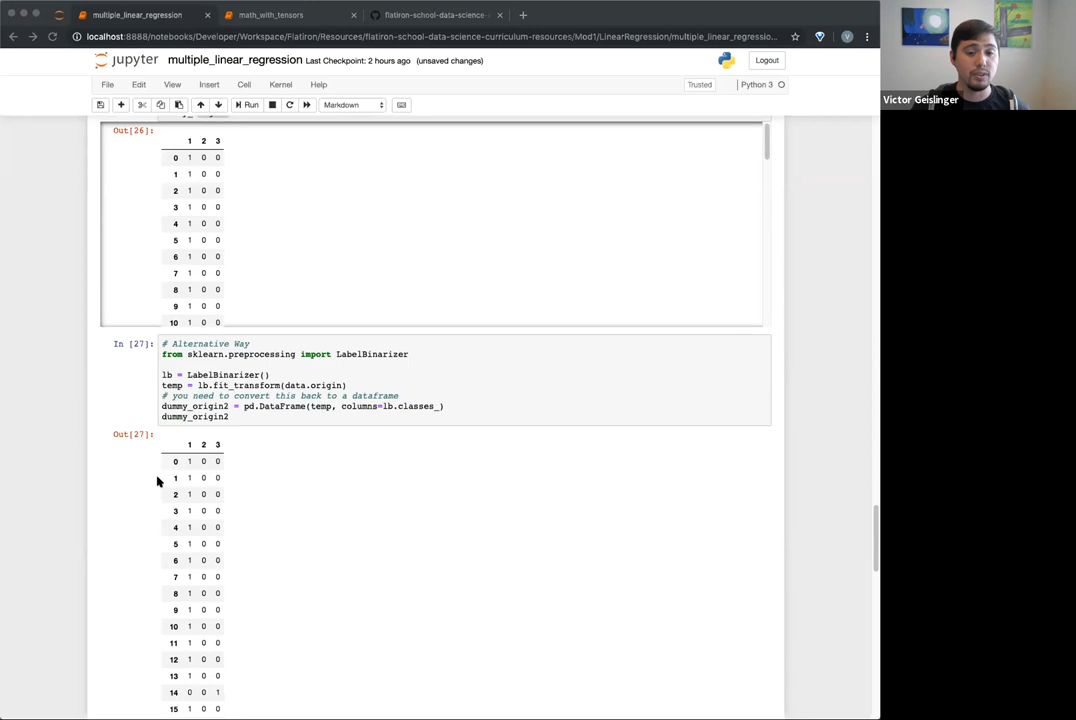 multiple_linear_regression
math_with_tensors
flatiron-school-data-science-
localhost:8888/notebooks/Developer/Workspace/Flatiron/Resources/flatiron-school-data-science-curriculum-resources/Mod1/LinearRegression/multiple_linear_regressio...
V
Victor Geislinger
jupyter multiple_linear_regression Last Checkpoint: 2 hours ago (unsaved changes)
Logout
File Edit View Insert Cell Kernel Help
Trusted
Python 3
Run
Markdown
Out[26]:
1 2 3
0 1 0 0
1 1 0 0
2 1 0 0
3 1 0 0
4 1 0 0
5 1 0 0
6 1 0 0
7 1 0 0
8 1 0 0
9 1 0 0
10 1 0 0
In [27]:
# Alternative Way
from sklearn.preprocessing import LabelBinarizer
lb = LabelBinarizer()
temp = lb.fit_transform(data.origin)
# you need to convert this back to a dataframe
dummy_origin2 = pd.DataFrame(temp, columns=lb.classes_)
dummy_origin2
Out[27]:
1 2 3
0 1 0 0
1 1 0 0
2 1 0 0
3 1 0 0
4 1 0 0
5 1 0 0
6 1 0 0
7 1 0 0
8 1 0 0
9 1 0 0
10 1 0 0
11 1 0 0
12 1 0 0
13 1 0 0
14 0 0 1
15 1 0 0